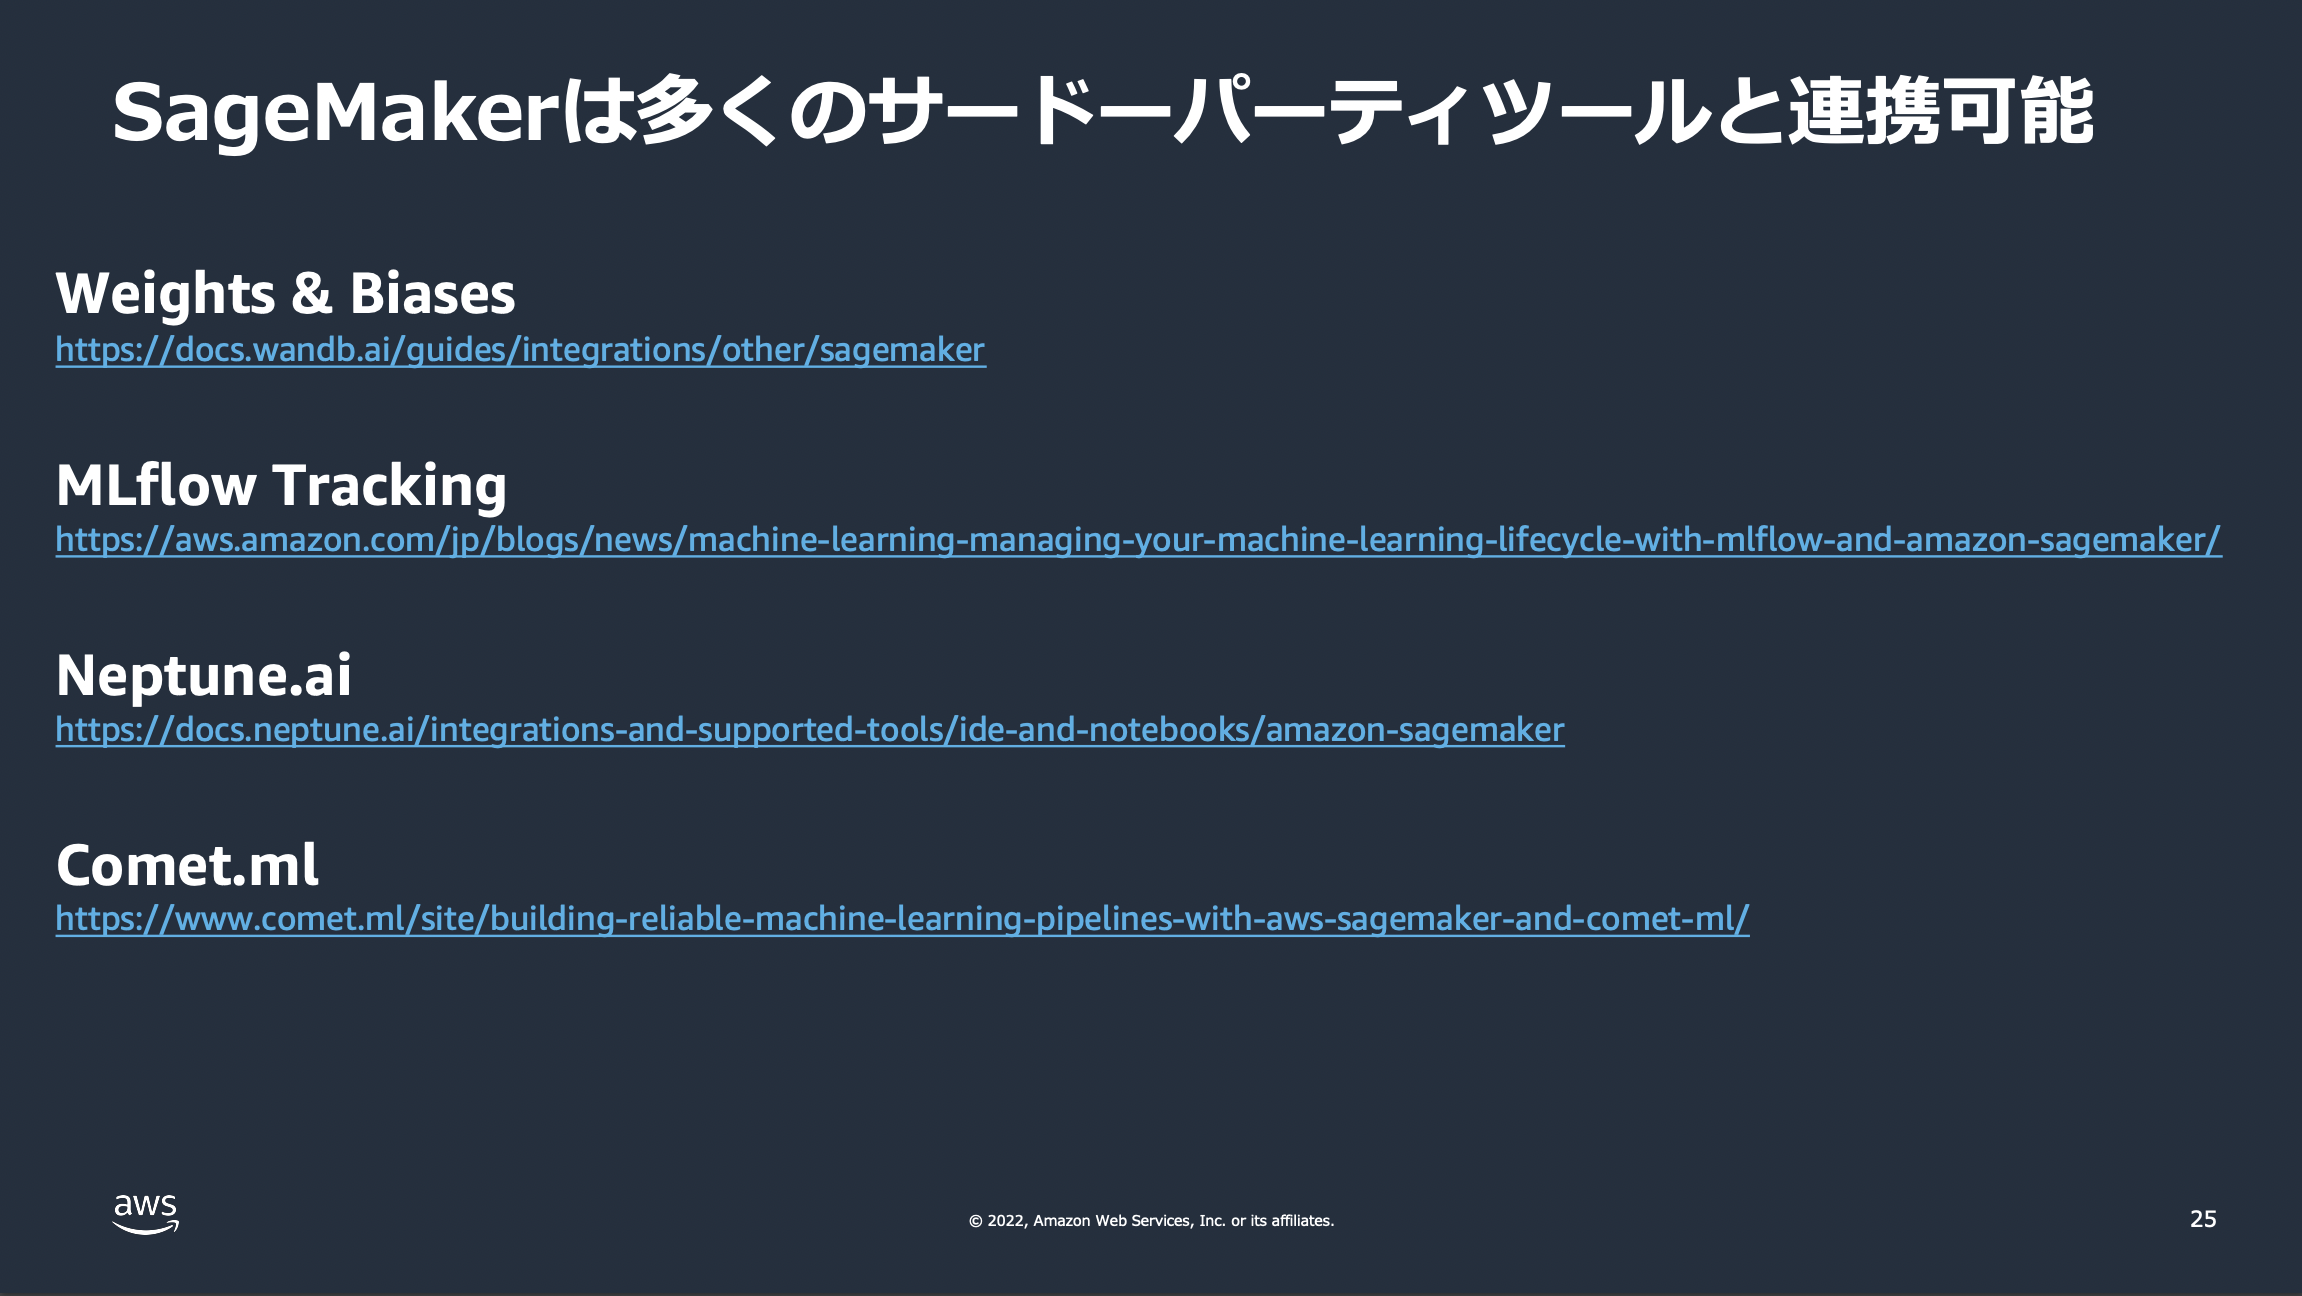 SageMakerは多くのサードーパーティツールと連携可能
Weights & Biases
https://docs.wandb.ai/guides/integrations/other/sagemaker
MLflow Tracking
https://aws.amazon.com/jp/blogs/news/machine-learning-managing-your-machine-learning-lifecycle-with-mlflow-and-amazon-sagemaker/
Neptune.ai
https://docs.neptune.ai/integrations-and-supported-tools/ide-and-notebooks/amazon-sagemaker
Comet.ml
https://www.comet.ml/site/building-reliable-machine-learning-pipelines-with-aws-sagemaker-and-comet-ml/
aws
© 2022, Amazon Web Services, Inc. or its affiliates.
25